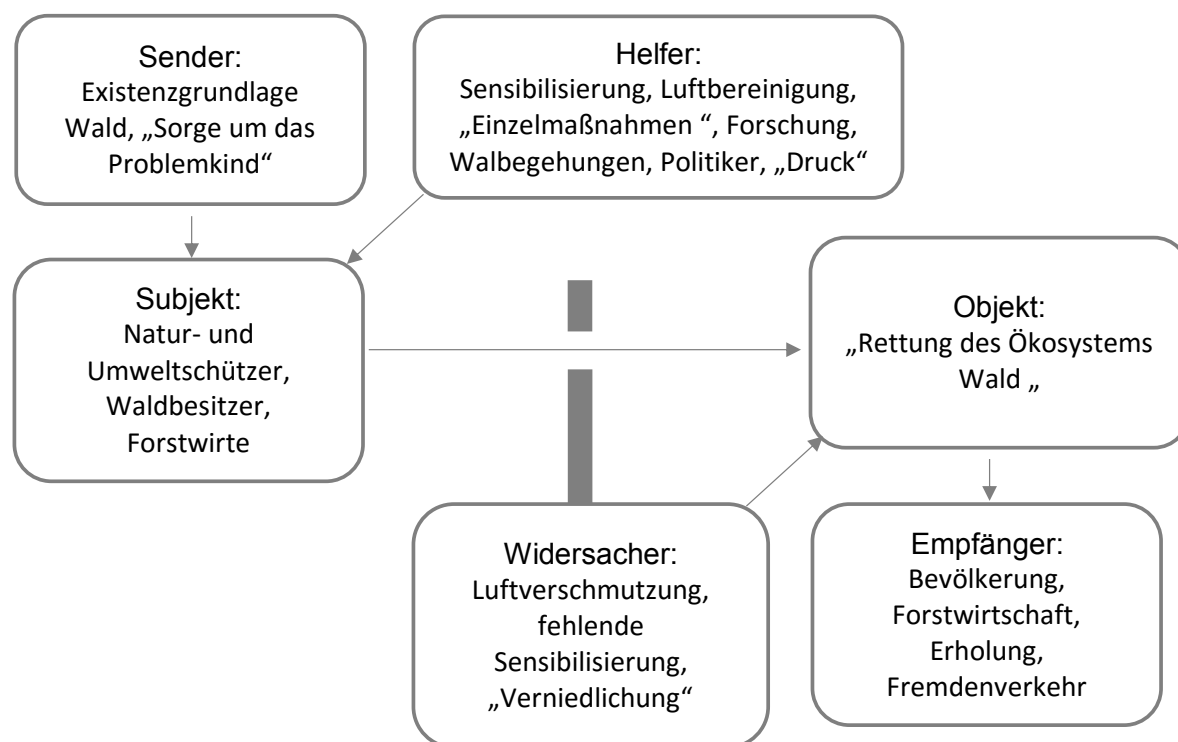 Sender:
Existenzgrundlage
Wald, „Sorge um das
Problemkind“
Helfer:
Sensibilisierung, Luftbereinigung,
„Einzelmaßnahmen “, Forschung,
Walbegehungen, Politiker, „Druck“
Subjekt:
Natur- und
Umweltschützer,
Waldbesitzer,
Forstwirte
Objekt:
„Rettung des Ökosystems
Wald „
Widersacher:
Luftverschmutzung,
fehlende
Sensibilisierung,
„Verniedlichung“
Empfänger:
Bevölkerung,
Forstwirtschaft,
Erholung,
Fremdenverkehr